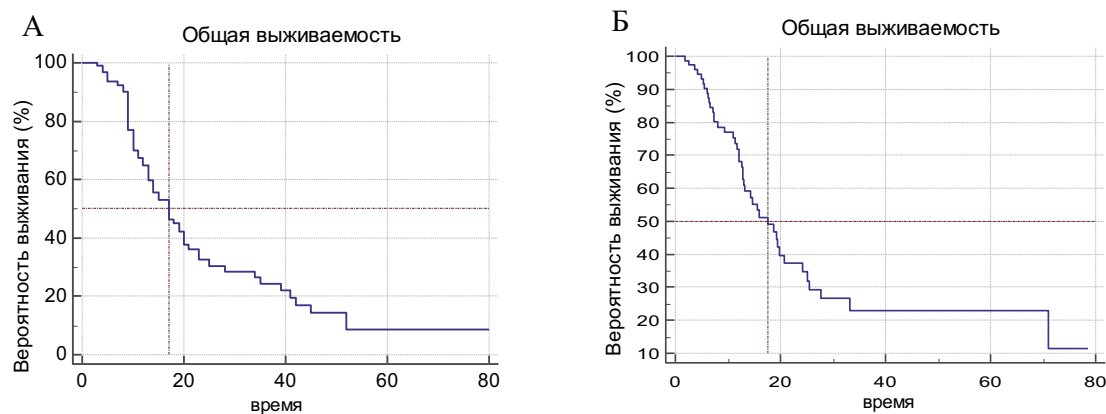 А
Общая выживаемость
Вероятность выживания (%)
100
80
60
40
20
0
0 20 40 60 80
время
Б
Общая выживаемость
Вероятность выживания (%)
100
90
80
70
60
50
40
30
20
10
0 20 40 60 80
время